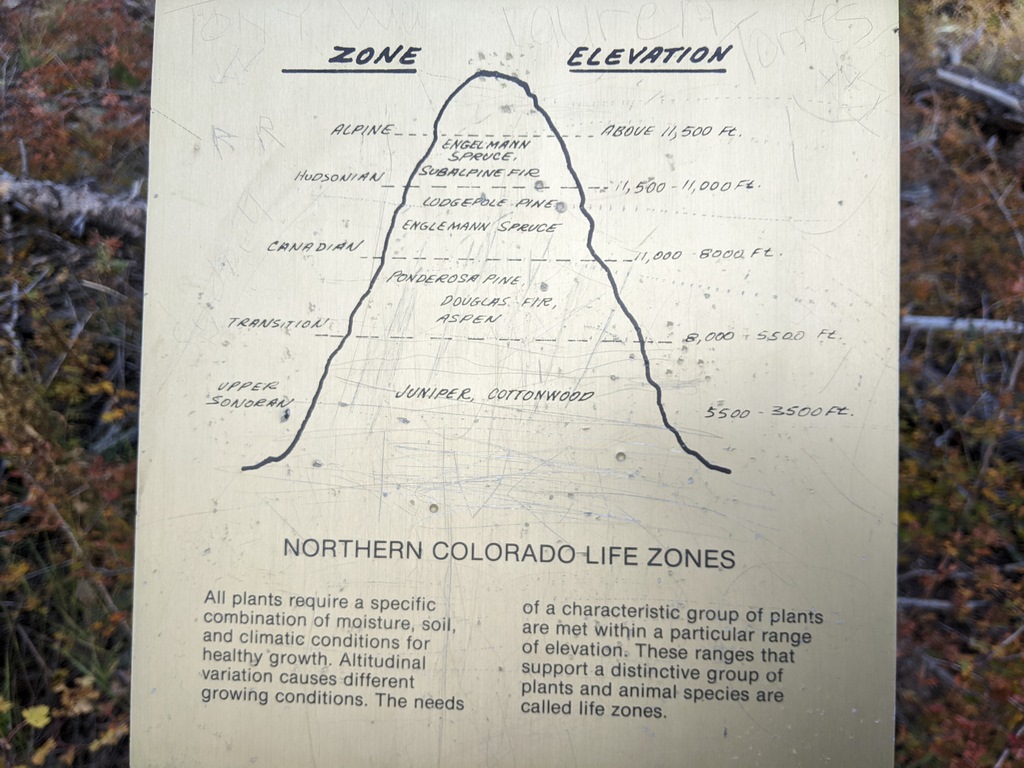 ZONE ELEVATION
ALPINE ABOVE 11,500 Ft.
ENGELMANN
SPRUCE,
SUBALPINE FIR
HUDSONIAN 11,500 - 11,000 Ft.
LODGEPOLE PINE
ENGLEMANN SPRUCE
CANADIAN 11,000 - 8000 Ft.
PONDEROSA PINE,
DOUGLAS FIR,
ASPEN
TRANSITION 8,000 - 5500 Ft.
UPPER
SONORAN JUNIPER, COTTONWOOD 5500 - 3500 Ft.
NORTHERN COLORADO LIFE ZONES
All plants require a specific
combination of moisture, soil,
and climatic conditions for
healthy growth. Altitudinal
variation causes different
growing conditions. The needs
of a characteristic group of plants
are met within a particular range
of elevation. These ranges that
support a distinctive group of
plants and animal species are
called life zones.